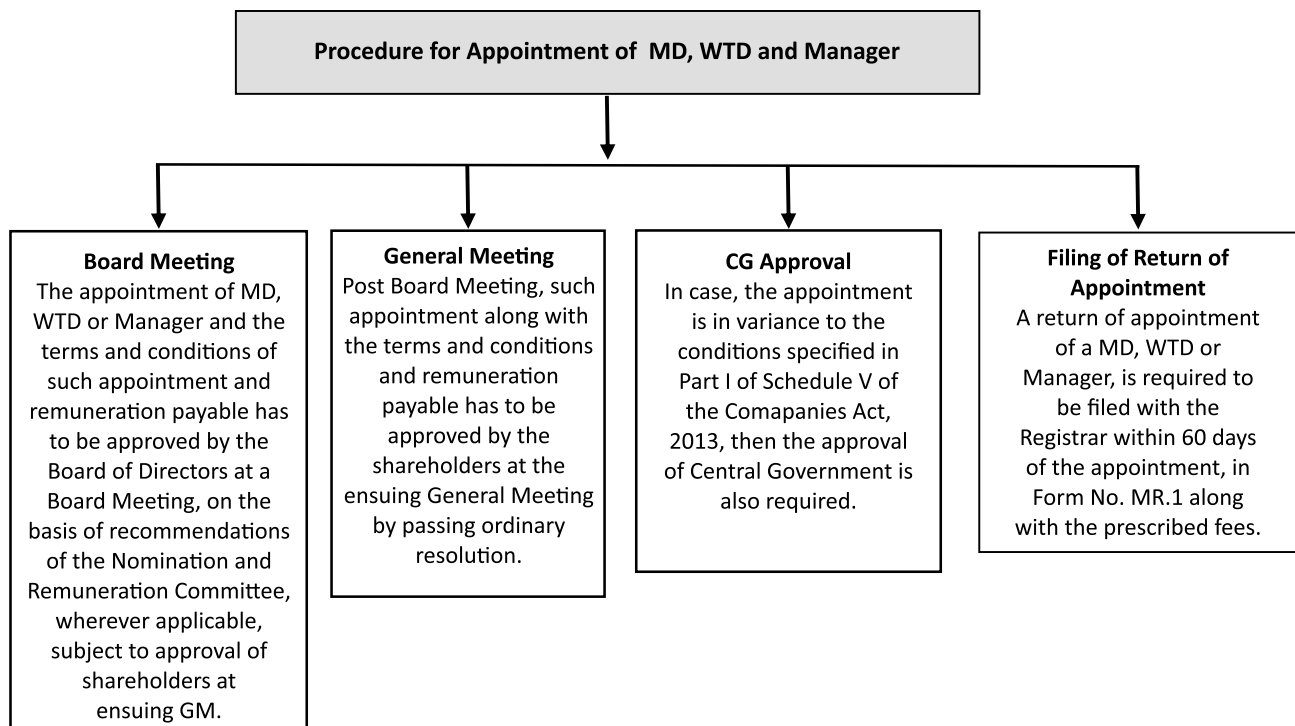 Procedure for Appointment of MD, WTD and Manager
Board Meeting
The appointment of MD,
WTD or Manager and the
terms and conditions of
such appointment and
remuneration payable has
to be approved by the
Board of Directors at a
Board Meeting, on the
basis of recommendations
of the Nomination and
Remuneration Committee,
wherever applicable,
subject to approval of
shareholders at
ensuing GM.
General Meeting
Post Board Meeting, such
appointment along with
the terms and conditions
and remuneration
payable has to be
approved by the
shareholders at the
ensuing General Meeting
by passing ordinary
resolution.
CG Approval
In case, the appointment
is in variance to the
conditions specified in
Part I of Schedule V of
the Comapanies Act,
2013, then the approval
of Central Government is
also required.
Filing of Return of
Appointment
A return of appointment
of a MD, WTD or
Manager, is required to
be filed with the
Registrar within 60 days
of the appointment, in
Form No. MR.1 along
with the prescribed fees.